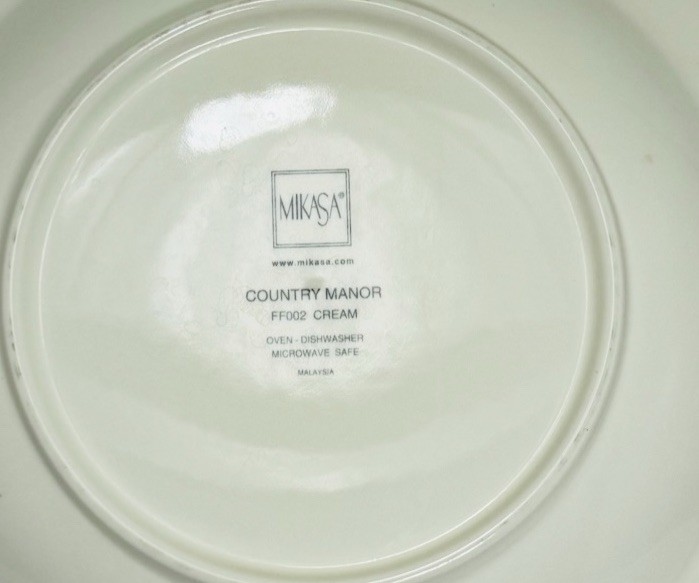 MIKASA®
www.mikasa.com
COUNTRY MANOR
FF002 CREAM
OVEN - DISHWASHER
MICROWAVE SAFE
MALAYSIA